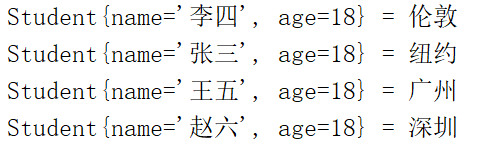 Student{name='李四', age=18} = 伦敦
Student{name='张三', age=18} = 纽约
Student{name='王五', age=18} = 广州
Student{name='赵六', age=18} = 深圳